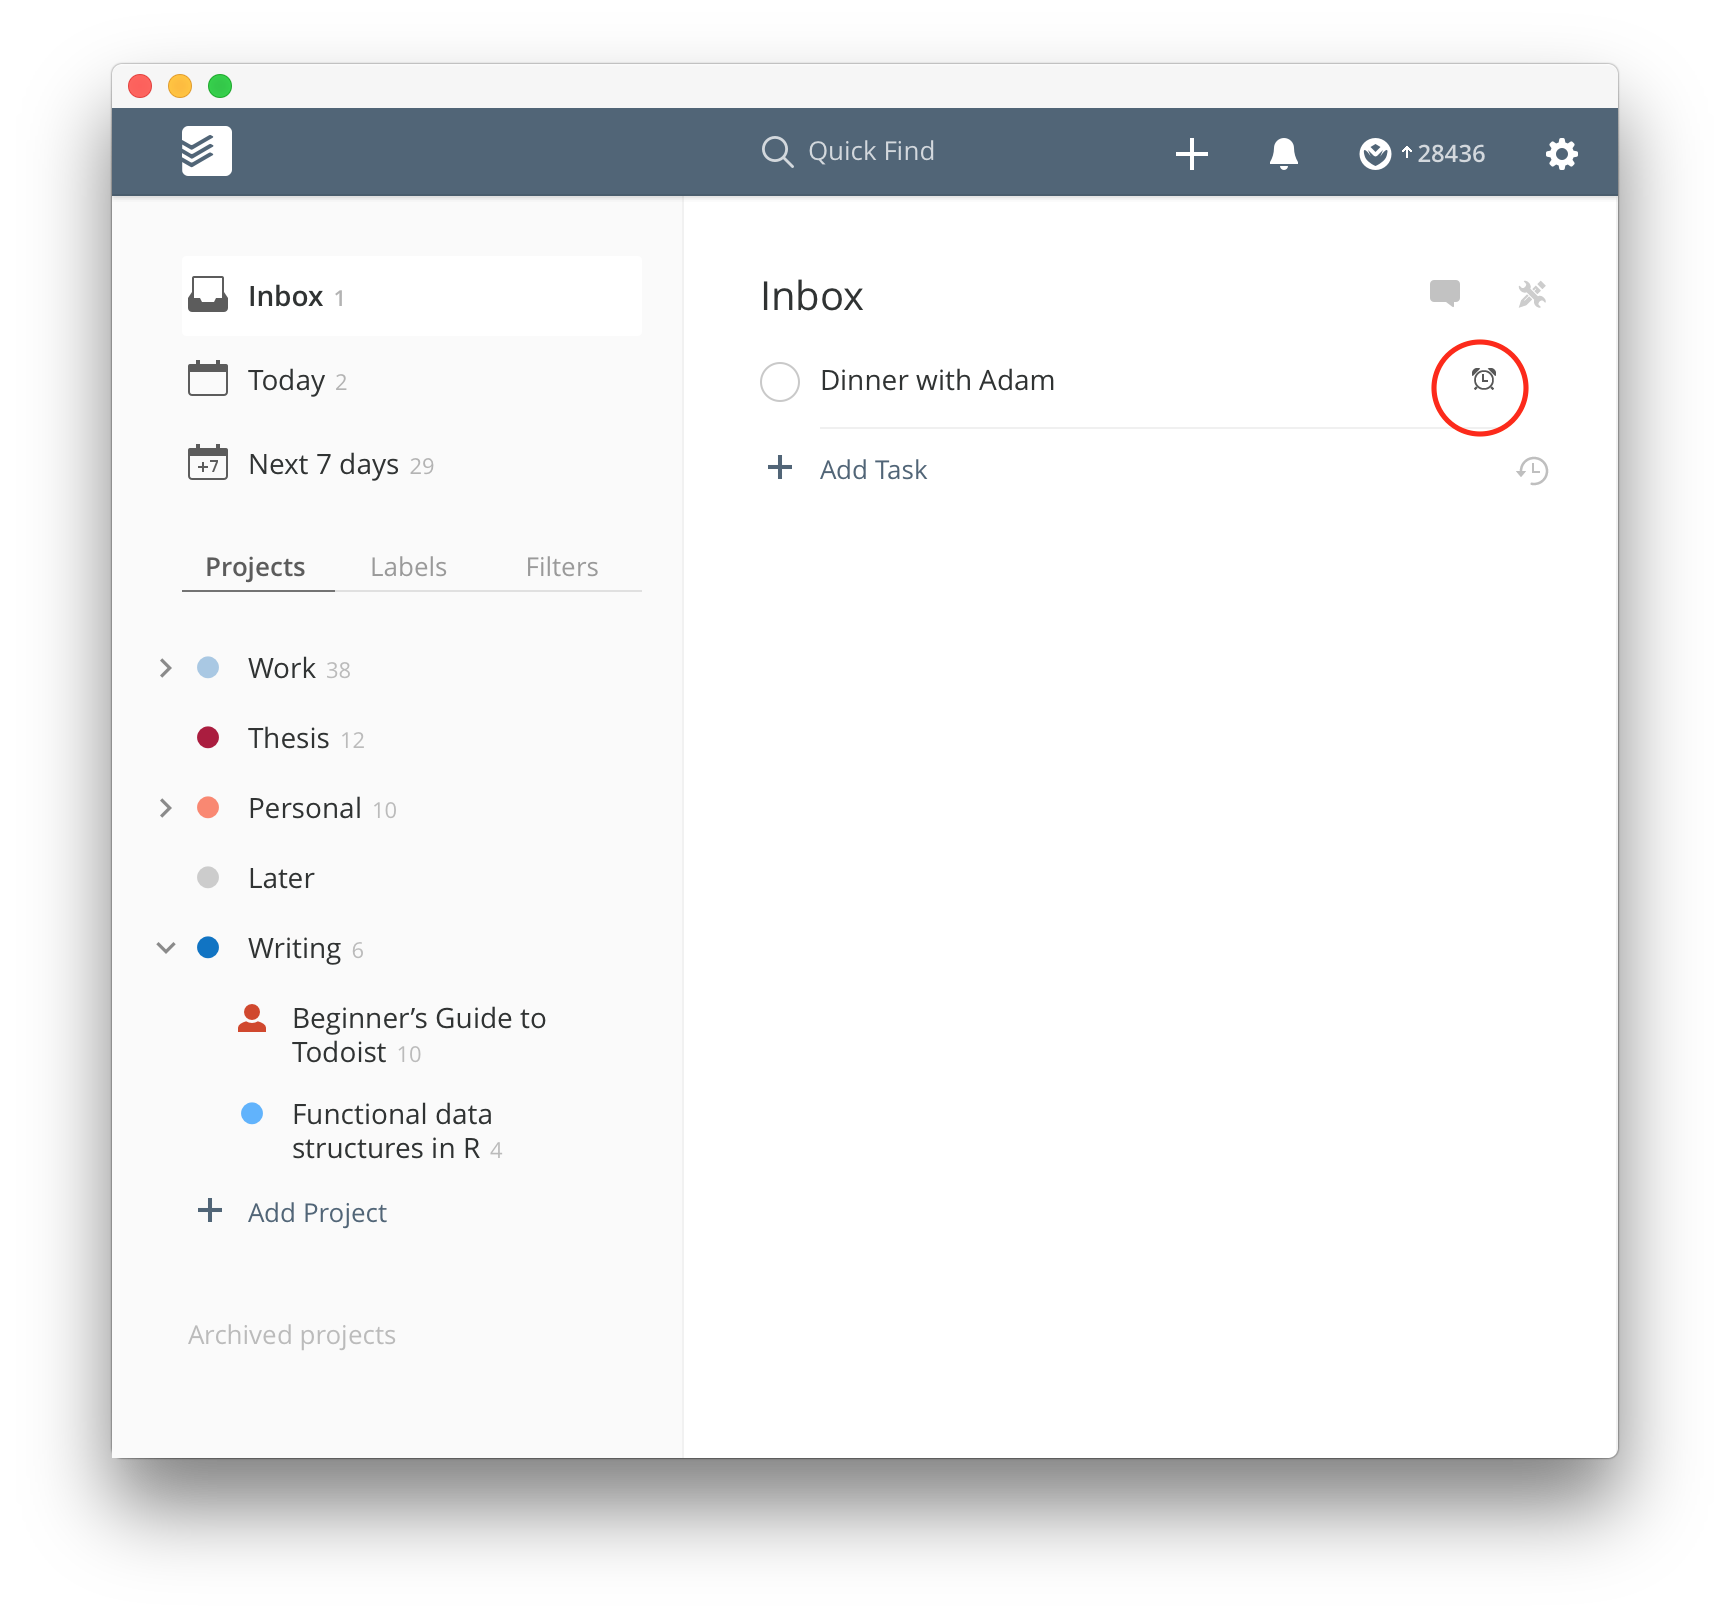 Quick Find
28436
Inbox 1
Today 2
+7 Next 7 days 29
Projects Labels Filters
Work 38
Thesis 12
Personal 10
Later
Writing 6
Beginner’s Guide to
Todoist 10
Functional data
structures in R 4
Add Project
Archived projects
Inbox
Dinner with Adam
Add Task